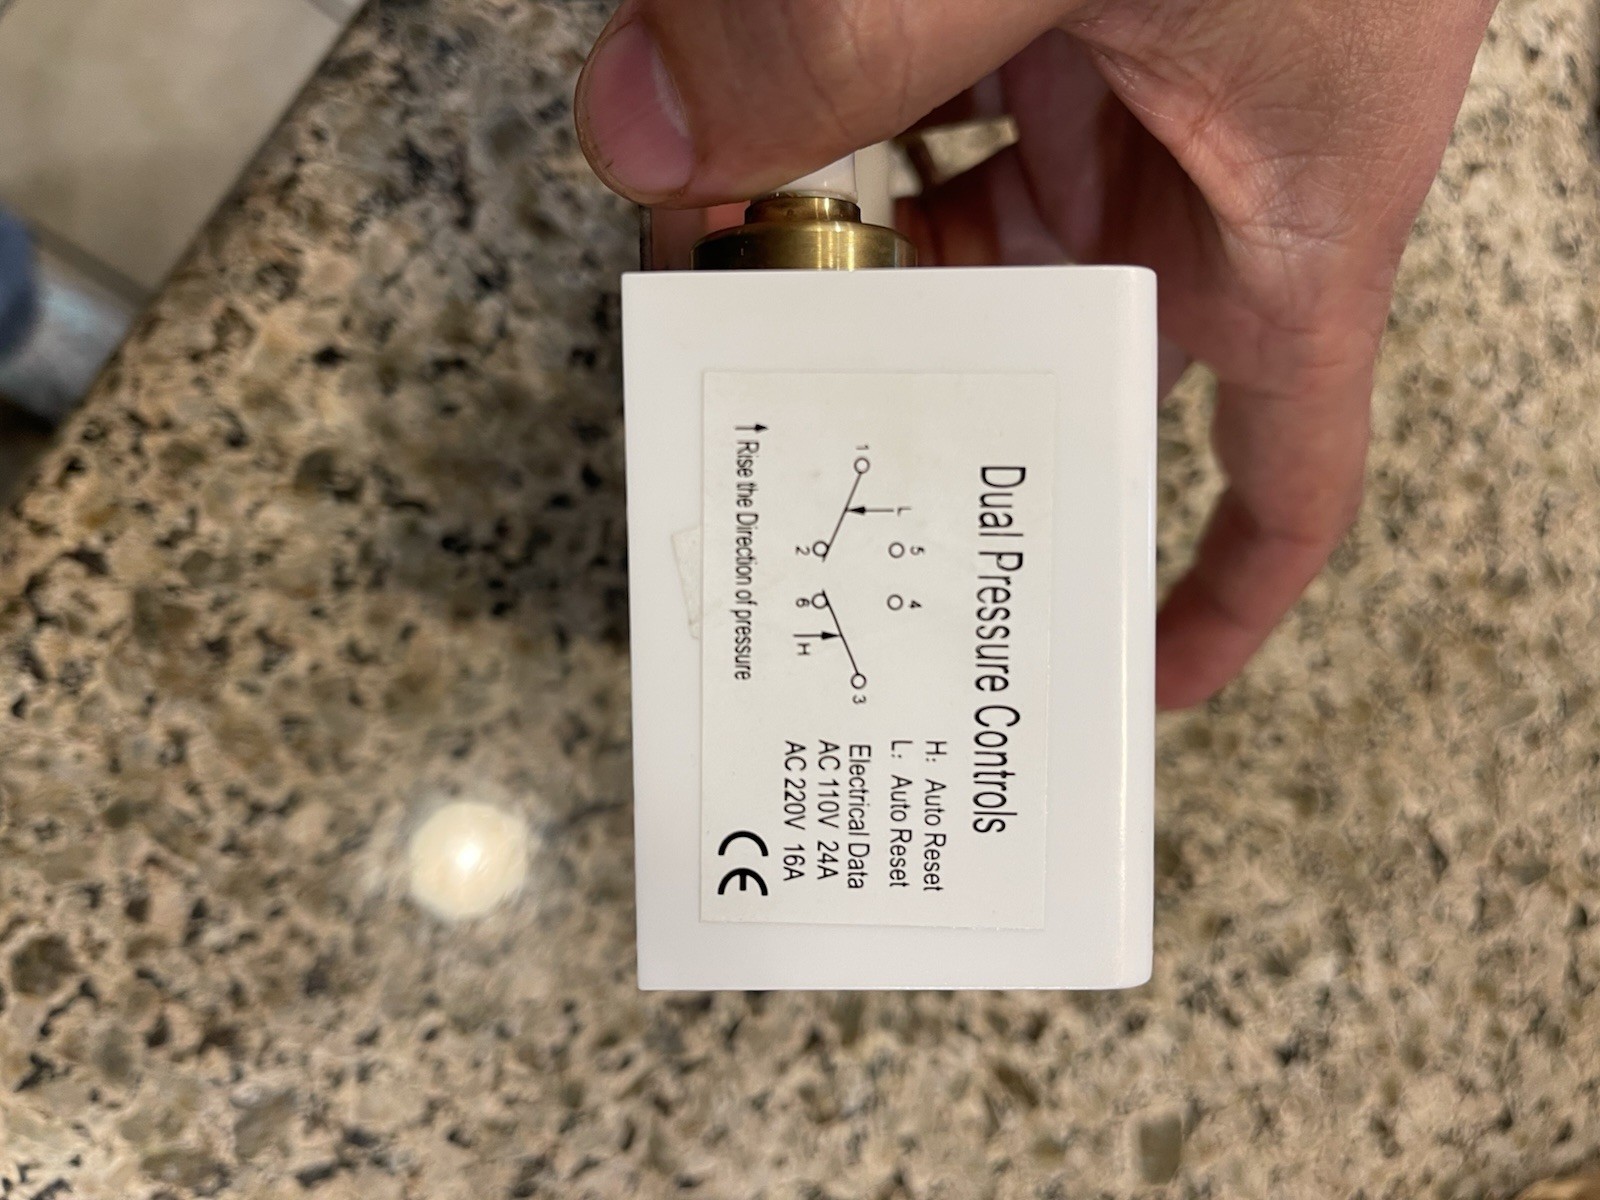 Dual Pressure Controls
H: Auto Reset
L: Auto Reset
5 4
L
1 3
2 6
H
Electrical Data
AC 110V 24A
AC 220V 16A
↑ Rise the Direction of pressure
CE